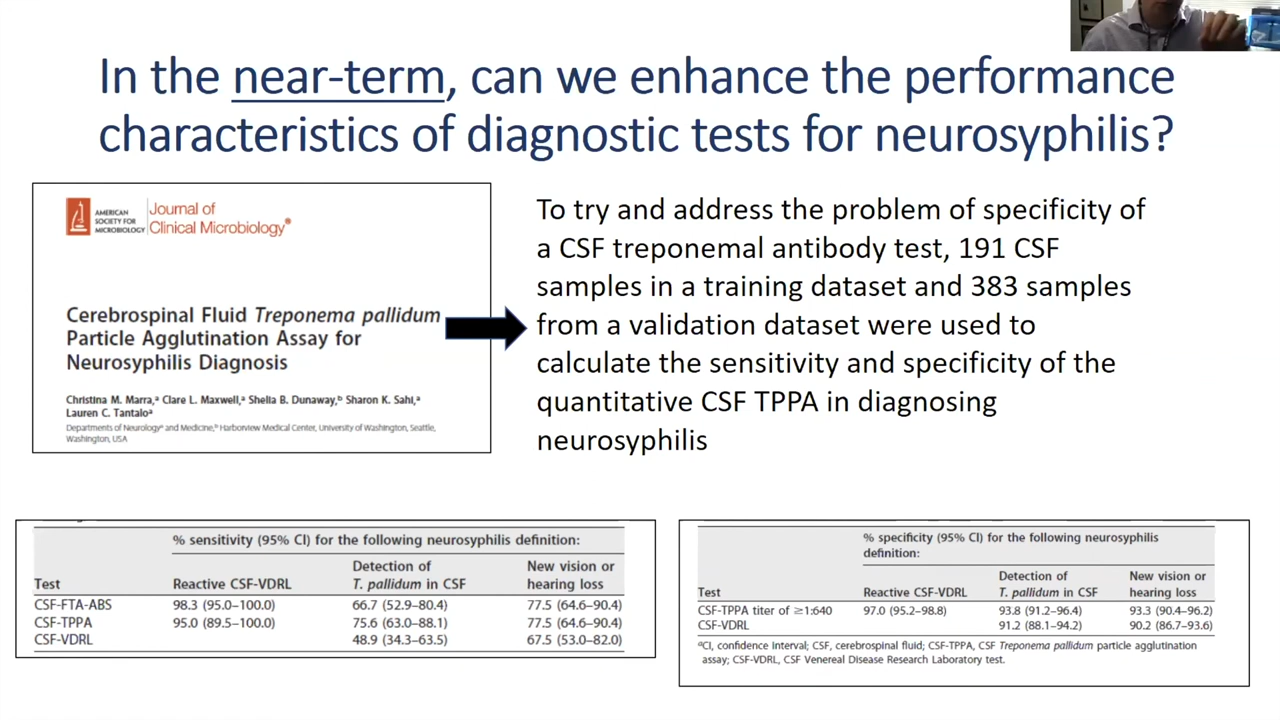 In the near-term, can we enhance the performance
characteristics of diagnostic tests for neurosyphilis?
AMERICAN
SOCIETY FOR
MICROBIOLOGY
Journal of
Clinical Microbiology®
Cerebrospinal Fluid Treponema pallidum
Particle Agglutination Assay for
Neurosyphilis Diagnosis
Christina M. Marra,ᵃ Clare L. Maxwell,ᵃ Shelia B. Dunaway,ᵇ Sharon K. Sahi,ᵃ
Lauren C. Tantaloᵃ
Departments of Neurologyᵃ and Medicine,ᵇ Harborview Medical Center, University of Washington, Seattle,
Washington, USA
To try and address the problem of specificity of
a CSF treponemal antibody test, 191 CSF
samples in a training dataset and 383 samples
from a validation dataset were used to
calculate the sensitivity and specificity of the
quantitative CSF TPPA in diagnosing
neurosyphilis
% sensitivity (95% CI) for the following neurosyphilis definition:
Detection of New vision or
Test Reactive CSF-VDRL T. pallidum in CSF hearing loss
CSF-FTA-ABS 98.3 (95.0–100.0) 66.7 (52.9–80.4) 77.5 (64.6–90.4)
CSF-TPPA 95.0 (89.5–100.0) 75.6 (63.0–88.1) 77.5 (64.6–90.4)
CSF-VDRL 48.9 (34.3–63.5) 67.5 (53.0–82.0)
% specificity (95% CI) for the following neurosyphilis
definition:
Detection of New vision or
Test Reactive CSF-VDRL T. pallidum in CSF hearing loss
CSF-TPPA titer of ≥1:640 97.0 (95.2–98.8) 93.8 (91.2–96.4) 93.3 (90.4–96.2)
CSF-VDRL 91.2 (88.1–94.2) 90.2 (86.7–93.6)
ᵃCI, confidence interval; CSF, cerebrospinal fluid; CSF-TPPA, CSF Treponema pallidum particle agglutination
assay; CSF-VDRL, CSF Venereal Disease Research Laboratory test.